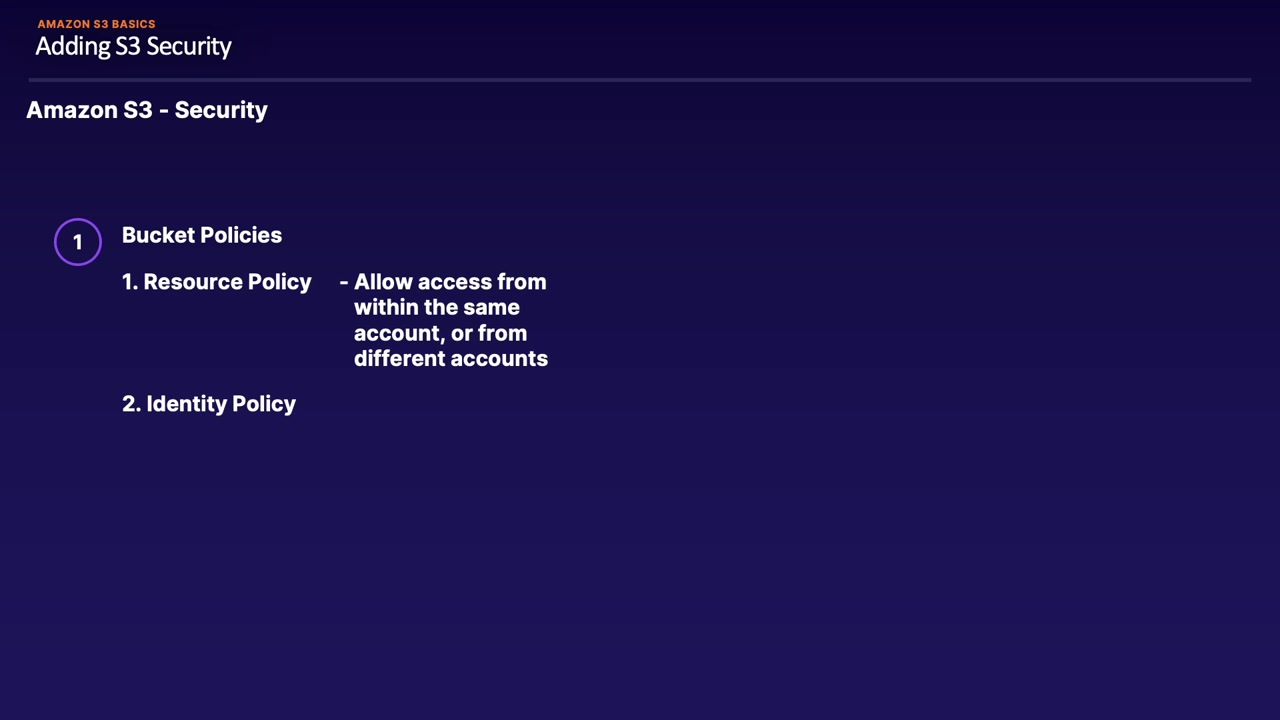 AMAZON S3 BASICS
Adding S3 Security
Amazon S3 - Security
1
Bucket Policies
1. Resource Policy - Allow access from
within the same
account, or from
different accounts
2. Identity Policy